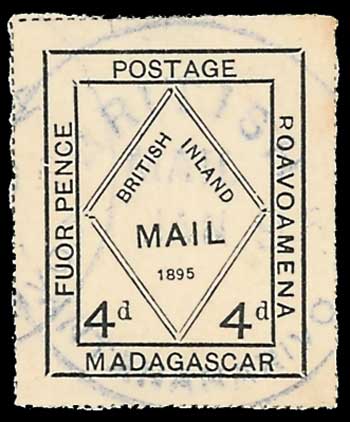 POSTAGE
FUOR PENCE
ROAVOAMENA
BRITISH INLAND
MAIL
1895
4d 4d
MADAGASCAR